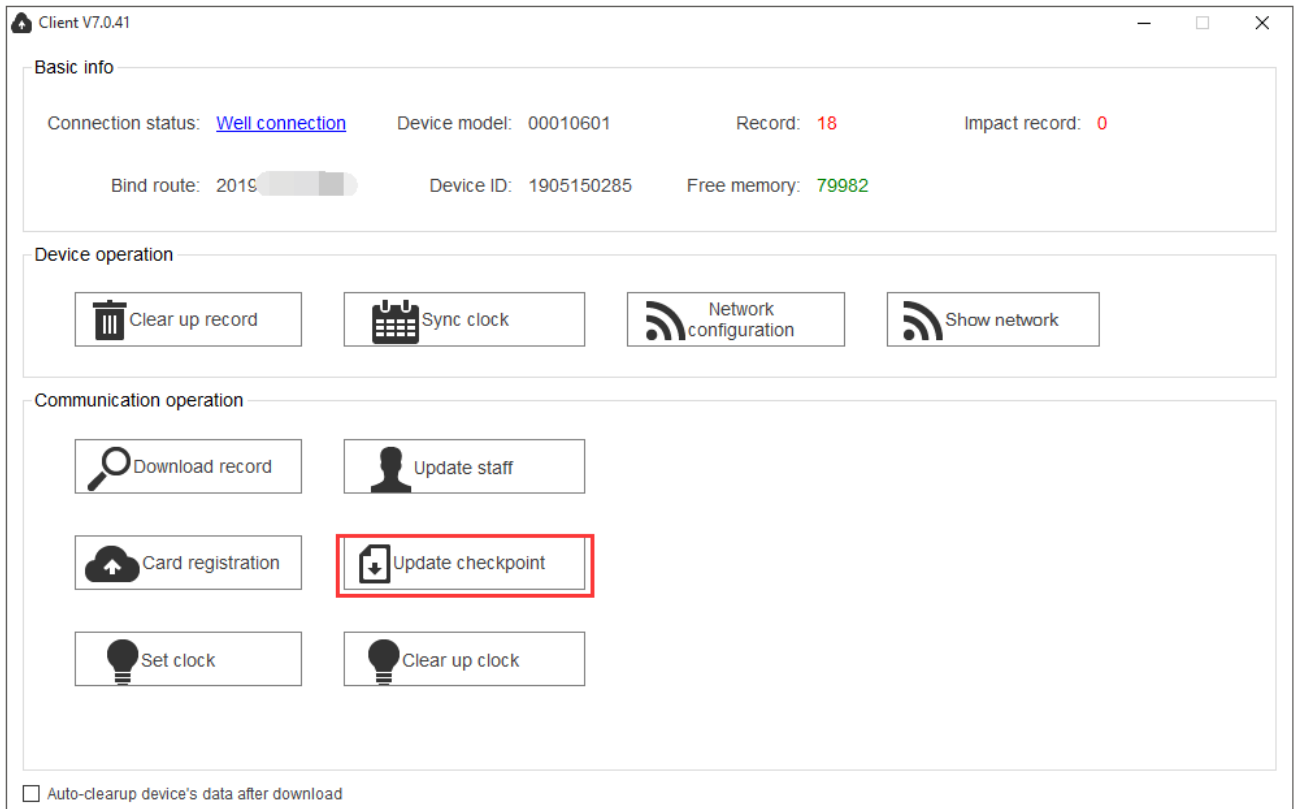 Client V7.0.41
Basic info
Connection status: Well connection Device model: 00010601 Record: 18 Impact record: 0
Bind route: 2019 Device ID: 1905150285 Free memory: 79982
Device operation
Clear up record Sync clock Network configuration Show network
Communication operation
Download record Update staff
Card registration Update checkpoint
Set clock Clear up clock
Auto-clearup device's data after download